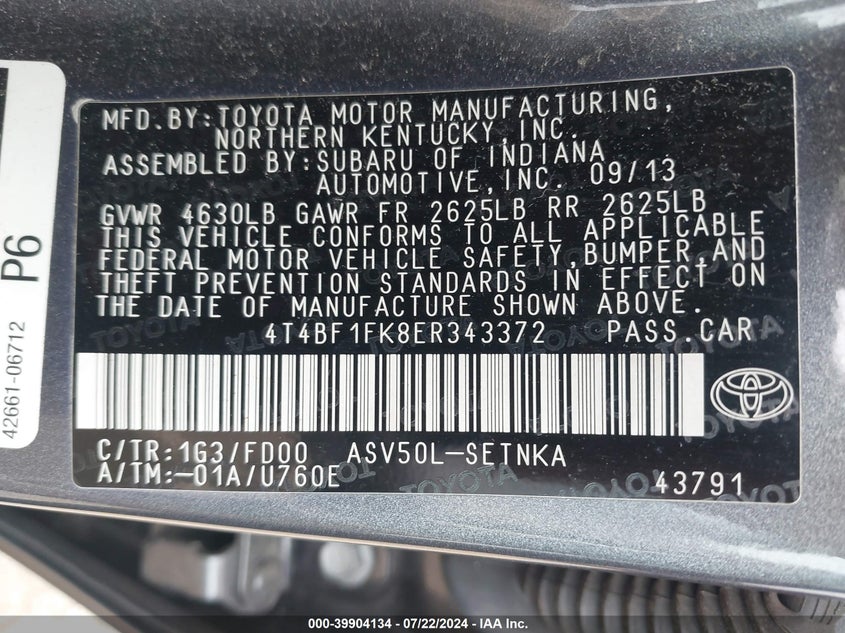 MFD.BY:TOYOTA MOTOR MANUFACTURING,
NORTHERN KENTUCKY,INC.
ASSEMBLED BY:SUBARU OF INDIANA
AUTOMOTIVE,INC. 09/13
GVWR 4630LB GAWR FR 2625LB RR 2625LB
THIS VEHICLE CONFORMS TO ALL APPLICABLE
FEDERAL MOTOR VEHICLE SAFETY,BUMPER,AND
THEFT PREVENTION STANDARDS IN EFFECT ON
THE DATE OF MANUFACTURE SHOWN ABOVE.
4T4BF1FK8ER343372 PASS.CAR
C/TR:1G3/FD00 ASV50L-SETNKA
A/TM:-01A/U760E 43791
P6
42661-06712
000-39904134 - 07/22/2024 - IAA Inc.